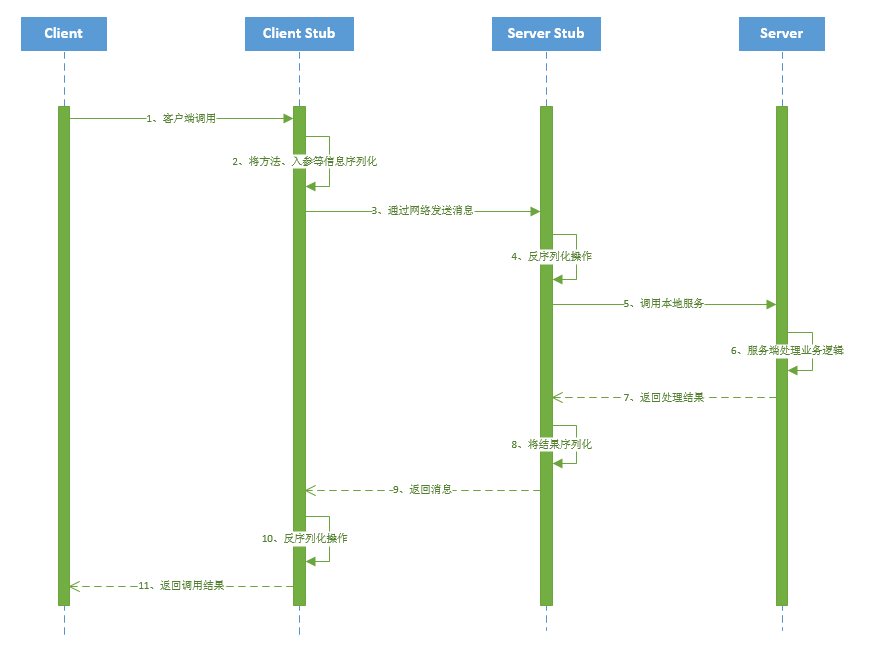 Client
Client Stub
Server Stub
Server
1、客户端调用
2、将方法、入参等信息序列化
3、通过网络发送消息
4、反序列化操作
5、调用本地服务
6、服务端处理业务逻辑
7、返回处理结果
8、将结果序列化
9、返回消息
10、反序列化操作
11、返回调用结果